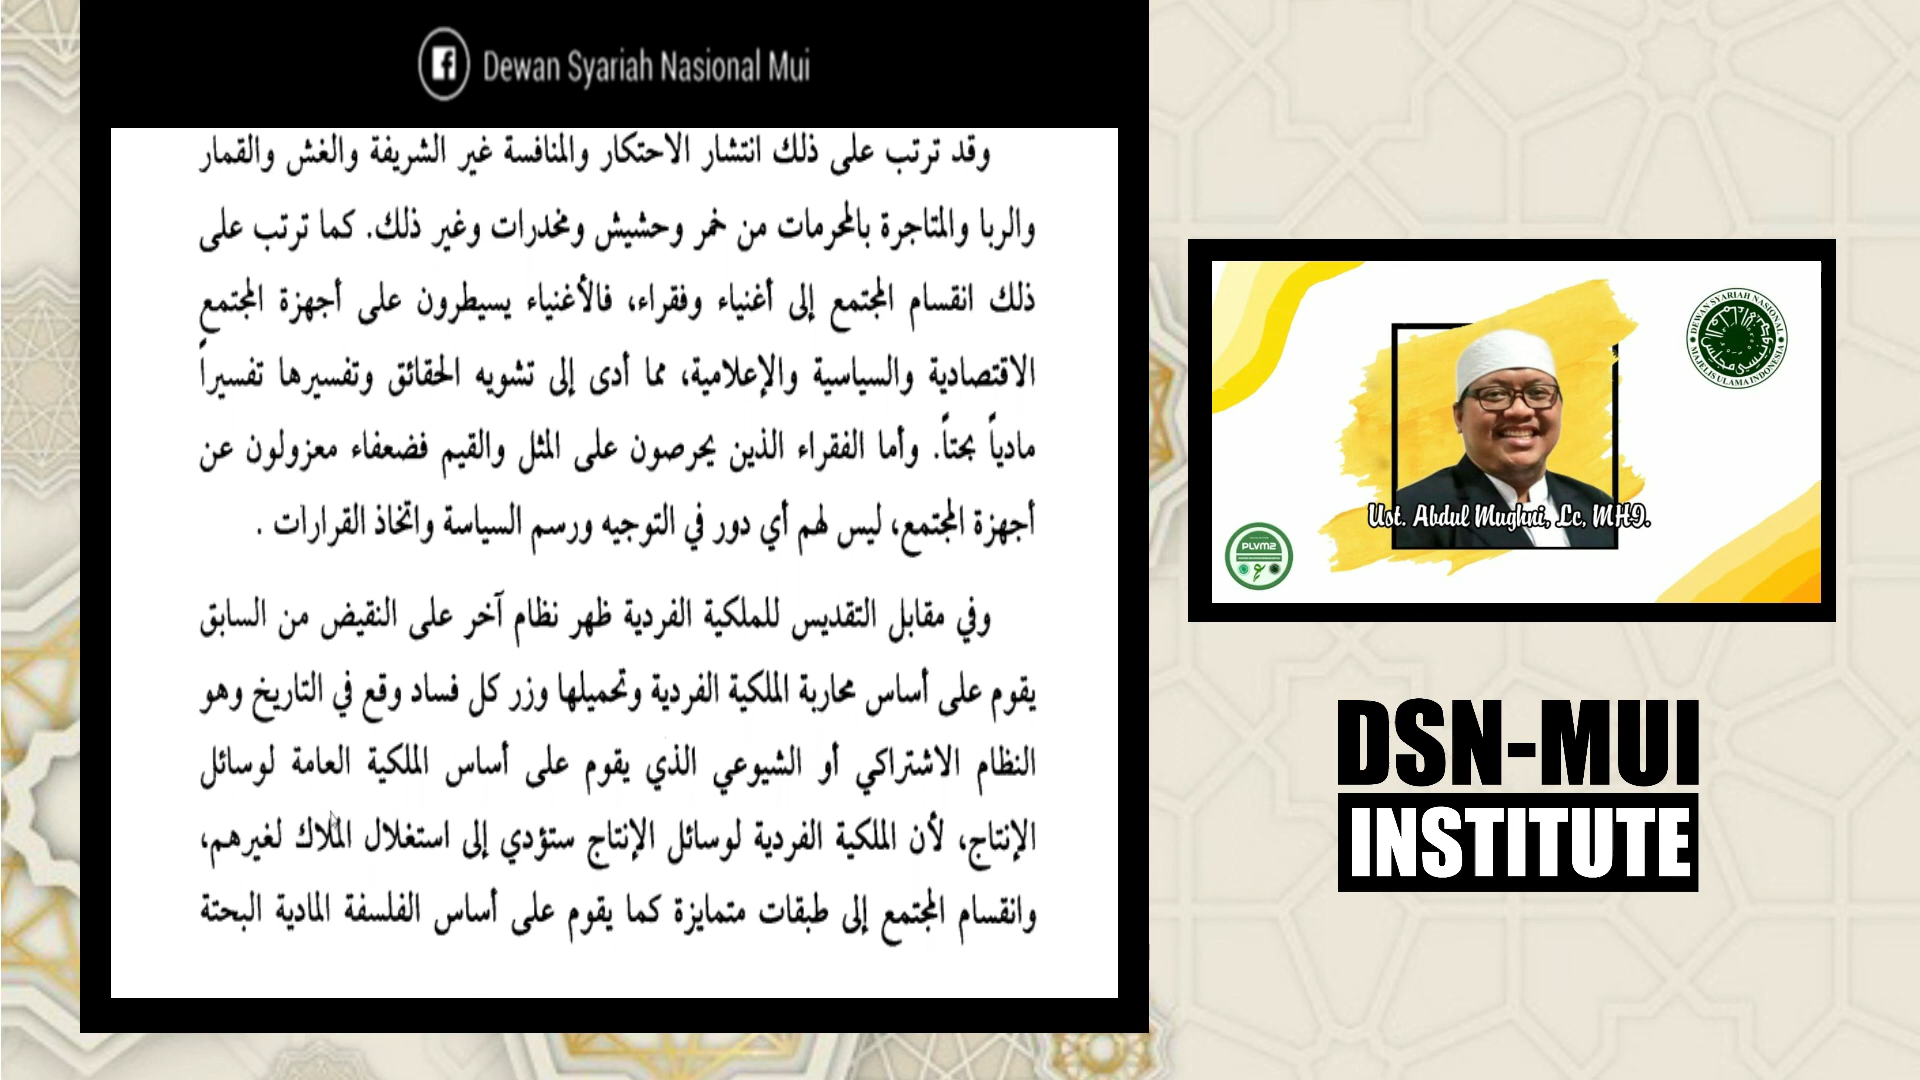 Dewan Syariah Nasional Mui
وقد ترتب على ذلك انتشار الاحتكار والمنافسة غير الشريفة والغش والقمار
والربا والمتاجرة بالمحرمات من خمر وحشيش ومخدرات وغير ذلك. كما ترتب على
ذلك انقسام المجتمع إلى أغنياء وفقراء، فالأغنياء يسيطرون على أجهزة المجتمع
الاقتصادية والسياسية والإعلامية، مما أدى إلى تشويه الحقائق وتفسيرها تفسيراً
مادياً بحتاً. وأما الفقراء الذين يحرصون على المثل والقيم فضعفاء معزولون عن
أجهزة المجتمع، ليس لهم أي دور في التوجيه ورسم السياسة واتخاذ القرارات .
وفي مقابل التقديس للملكية الفردية ظهر نظام آخر على النقيض من السابق
يقوم على أساس محاربة الملكية الفردية وتحميلها وزر كل فساد وقع في التاريخ وهو
النظام الاشتراكي أو الشيوعي الذي يقوم على أساس الملكية العامة لوسائل
الإنتاج، لأن الملكية الفردية لوسائل الإنتاج ستؤدي إلى استغلال الملاك لغيرهم،
وانقسام المجتمع إلى طبقات متمايزة كما يقوم على أساس الفلسفة المادية البحتة
DEWAN SYARIAH NASIONAL
MAJELIS ULAMA INDONESIA
Ust. Abdul Mughni, Lc, MHI.
PLVM2
DSN-MUI
INSTITUTE